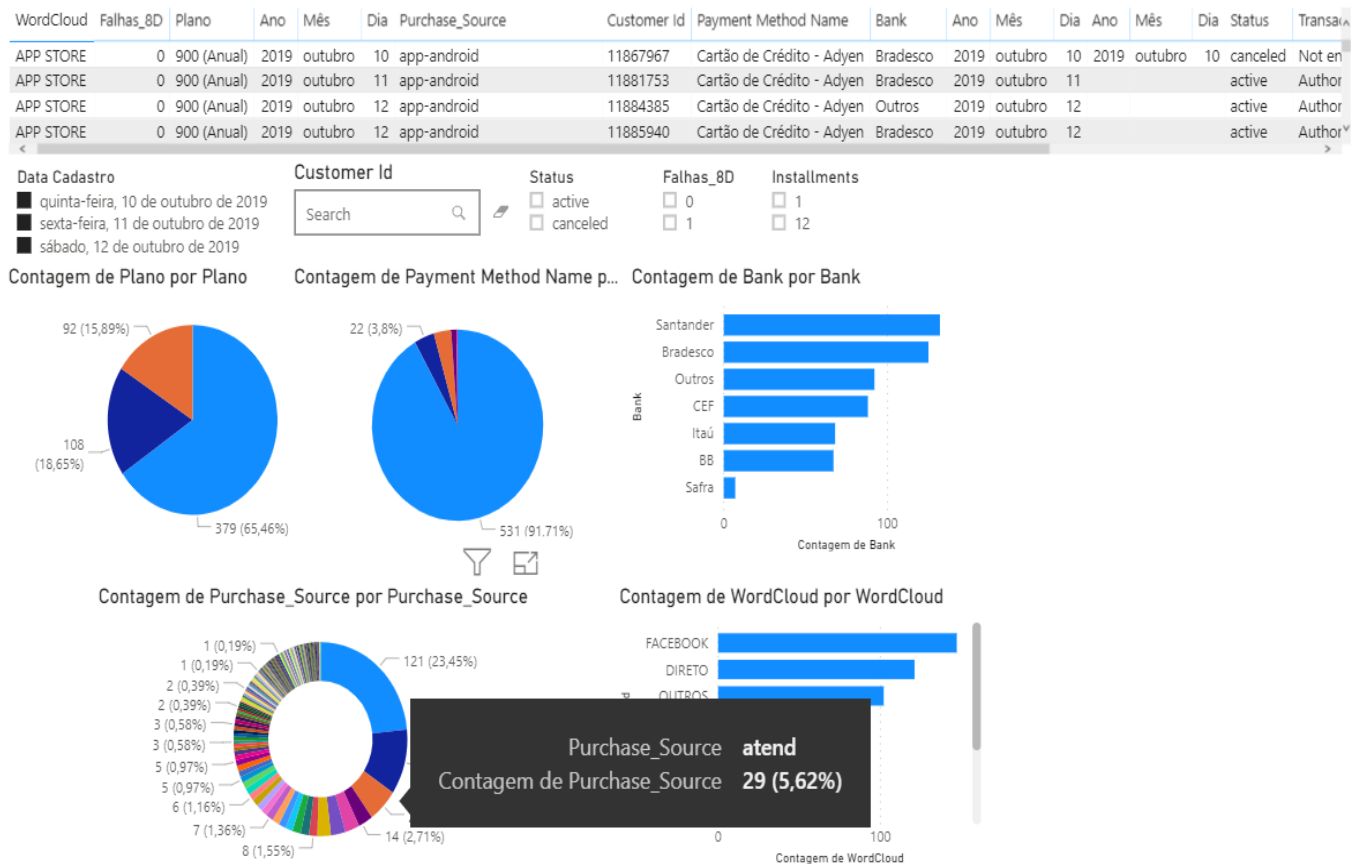 WordCloud Falhas_8D Plano Ano Mês Dia Purchase_Source Customer Id Payment Method Name Bank Ano Mês Dia Ano Mês Dia Status Transac
APP STORE 0 900 (Anual) 2019 outubro 10 app-android 11867967 Cartão de Crédito - Adyen Bradesco 2019 outubro 10 2019 outubro 10 canceled Not en
APP STORE 0 900 (Anual) 2019 outubro 11 app-android 11881753 Cartão de Crédito - Adyen Bradesco 2019 outubro 11 active Author
APP STORE 0 900 (Anual) 2019 outubro 12 app-android 11884385 Cartão de Crédito - Adyen Outros 2019 outubro 12 active Author
APP STORE 0 900 (Anual) 2019 outubro 12 app-android 11885940 Cartão de Crédito - Adyen Bradesco 2019 outubro 12 active Author
Data Cadastro
quinta-feira, 10 de outubro de 2019
sexta-feira, 11 de outubro de 2019
sábado, 12 de outubro de 2019
Customer Id
Search
Status
active
canceled
Falhas_8D
0
1
Installments
1
12
Contagem de Plano por Plano
92 (15,89%)
108
(18,65%)
379 (65,46%)
Contagem de Payment Method Name p...
22 (3,8%)
531 (91,71%)
Contagem de Bank por Bank
Bank
Santander
Bradesco
Outros
CEF
Itaú
BB
Safra
0 100
Contagem de Bank
Contagem de Purchase_Source por Purchase_Source
1 (0,19%)
1 (0,19%)
2 (0,39%)
2 (0,39%)
3 (0,58%)
3 (0,58%)
5 (0,97%)
5 (0,97%)
6 (1,16%)
7 (1,36%)
8 (1,55%)
14 (2,71%)
121 (23,45%)
Purchase_Source atend
Contagem de Purchase_Source 29 (5,62%)
Contagem de WordCloud por WordCloud
FACEBOOK
DIRETO
OUTROS
0 100
Contagem de WordCloud